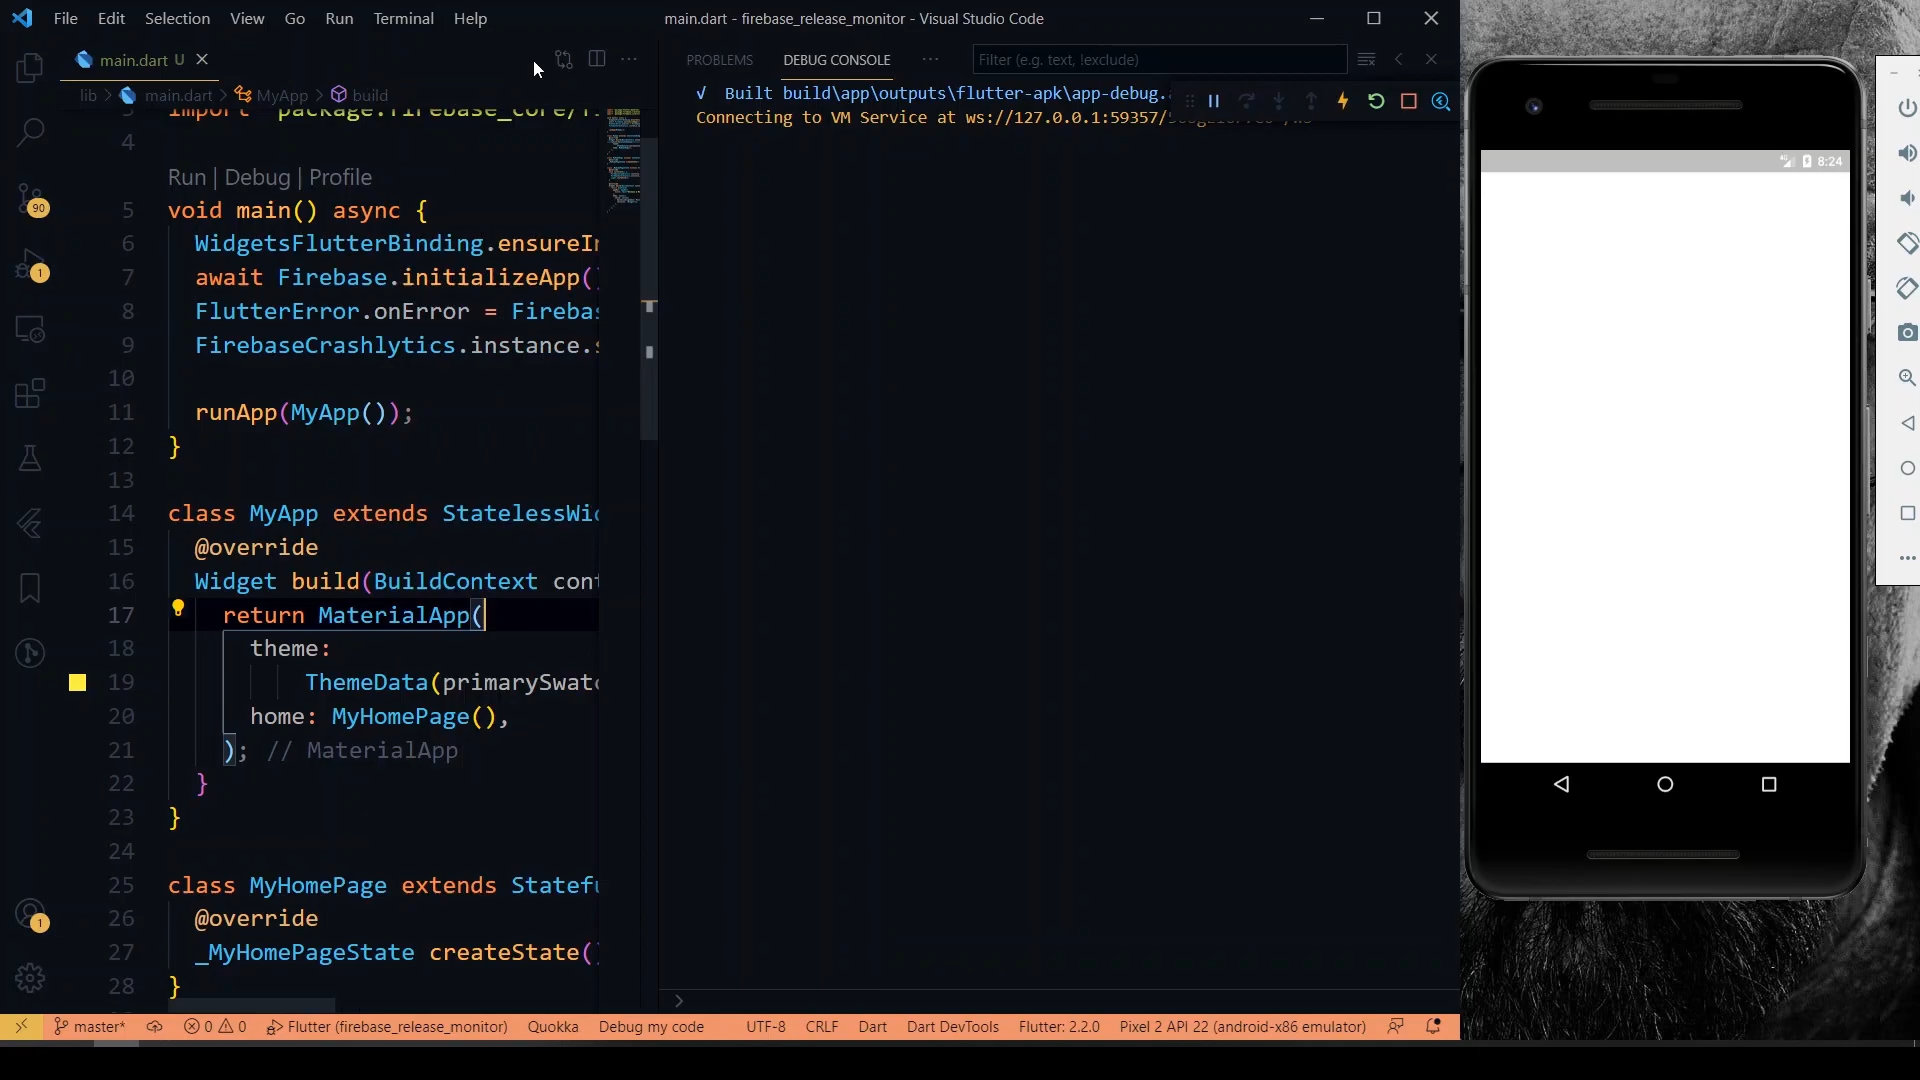 File Edit Selection View Go Run Terminal Help
main.dart - firebase_release_monitor - Visual Studio Code
main.dart U
PROBLEMS DEBUG CONSOLE ···
Filter (e.g. text, !exclude)
lib > main.dart > MyApp > build
√ Built build\app\outputs\flutter-apk\app-debug.
Connecting to VM Service at ws://127.0.0.1:59357/
4
Run | Debug | Profile
5 void main() async {
6 WidgetsFlutterBinding.ensureIn
7 await Firebase.initializeApp()
8 FlutterError.onError = Firebas
9 FirebaseCrashlytics.instance.s
10
11 runApp(MyApp());
12 }
13
14 class MyApp extends StatelessWid
15 @override
16 Widget build(BuildContext cont
17 return MaterialApp(
18 theme:
19 ThemeData(primarySwatc
20 home: MyHomePage(),
21 ); // MaterialApp
22 }
23 }
24
25 class MyHomePage extends Statefu
26 @override
27 _MyHomePageState createState()
28 }
90
1
1
4G 8:24
master* 0 0 Flutter (firebase_release_monitor) Quokka Debug my code UTF-8 CRLF Dart Dart DevTools Flutter: 2.2.0 Pixel 2 API 22 (android-x86 emulator)